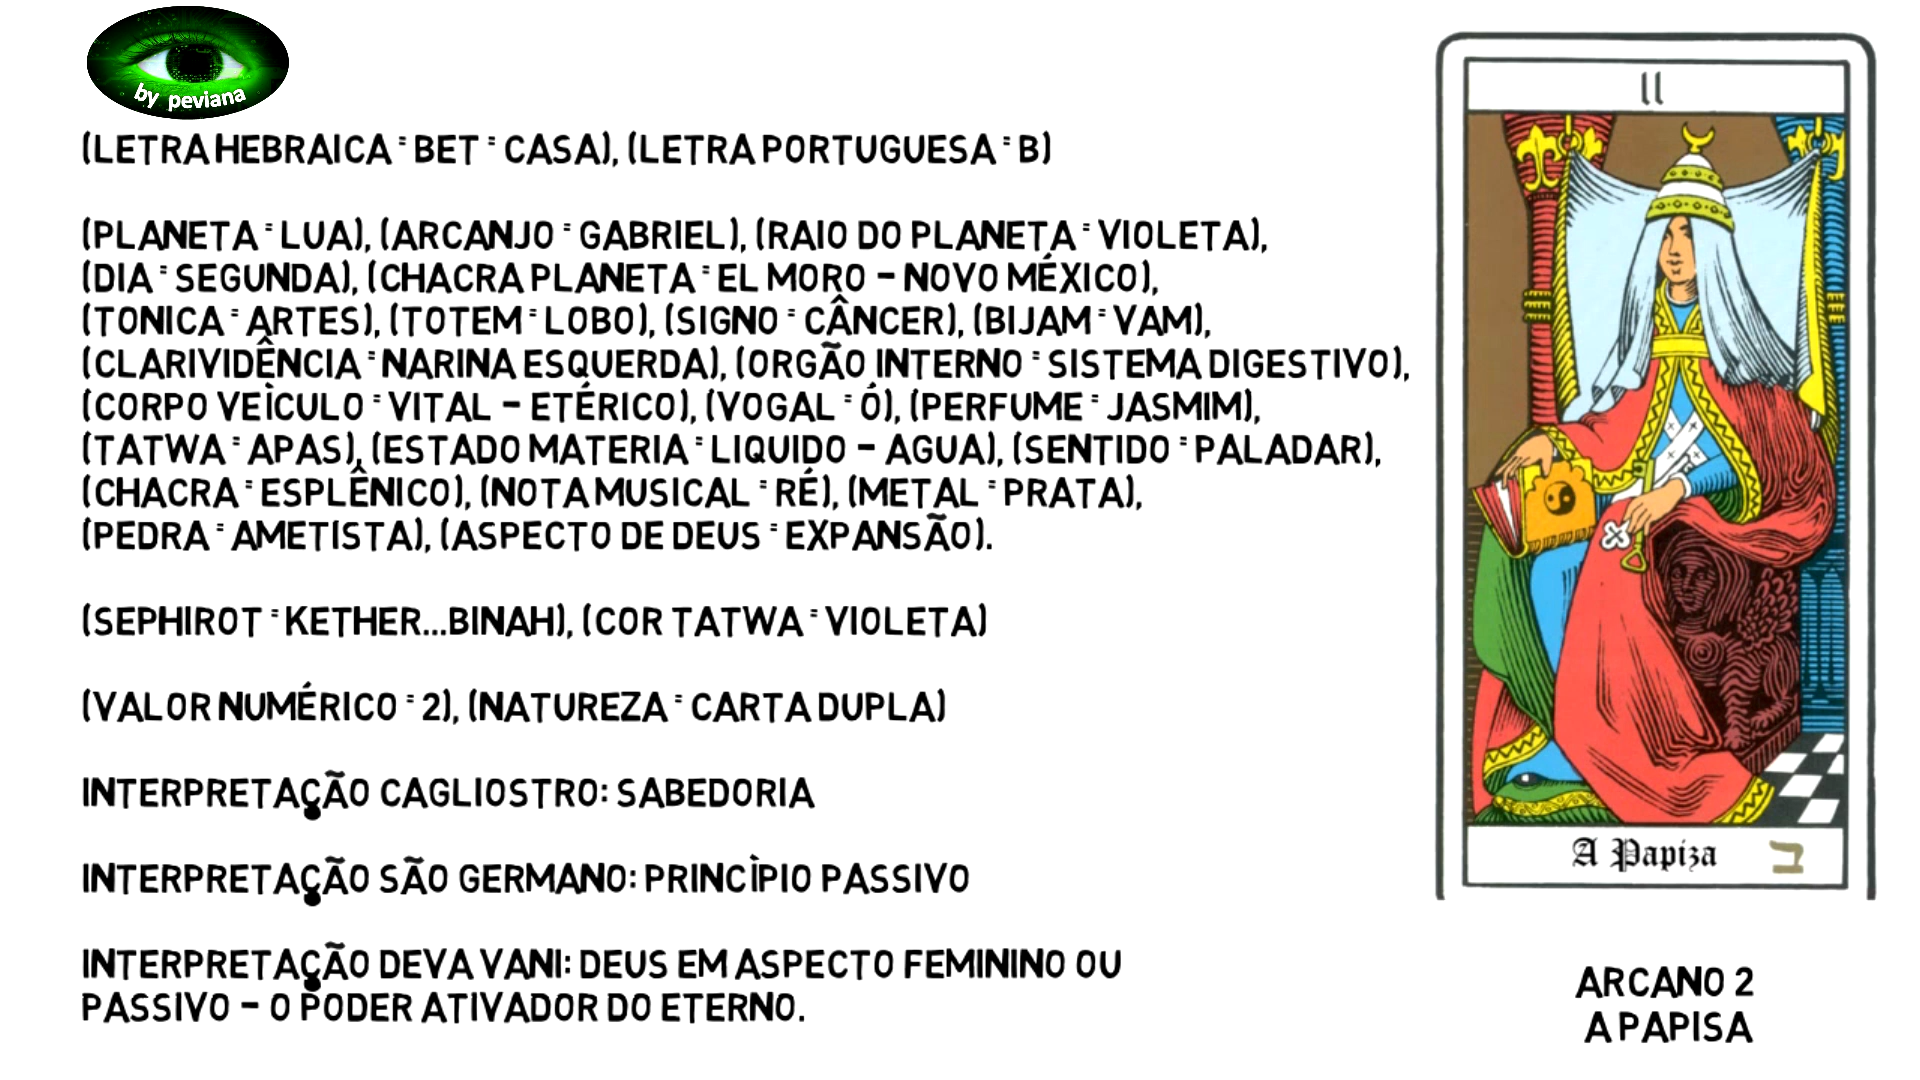 by peviana
(LETRA HEBRAICA = BET = CASA), (LETRA PORTUGUESA = B)
(PLANETA = LUA), (ARCANJO = GABRIEL), (RAIO DO PLANETA = VIOLETA),
(DIA = SEGUNDA), (CHACRA PLANETA = EL MORO - NOVO MÉXICO),
(TONICA = ARTES), (TOTEM = LOBO), (SIGNO = CÂNCER), (BIJAM = VAM),
(CLARIVIDÊNCIA = NARINA ESQUERDA), (ORGÃO INTERNO = SISTEMA DIGESTIVO),
(CORPO VEÌCULO = VITAL - ETÉRICO), (VOGAL = Ó), (PERFUME = JASMIM),
(TATWA = APAS), (ESTADO MATERIA = LIQUIDO - AGUA), (SENTIDO = PALADAR),
(CHACRA = ESPLÊNICO), (NOTA MUSICAL = RÉ), (METAL = PRATA),
(PEDRA = AMETISTA), (ASPECTO DE DEUS = EXPANSÃO).
(SEPHIROT = KETHER...BINAH), (COR TATWA = VIOLETA)
(VALOR NUMÉRICO = 2), (NATUREZA = CARTA DUPLA)
INTERPRETAÇÃO CAGLIOSTRO: SABEDORIA
INTERPRETAÇÃO SÃO GERMANO: PRINCÌPIO PASSIVO
INTERPRETAÇÃO DEVA VANI: DEUS EM ASPECTO FEMININO OU
PASSIVO - O PODER ATIVADOR DO ETERNO.
II
A Papiza ב
ARCANO 2
A PAPISA